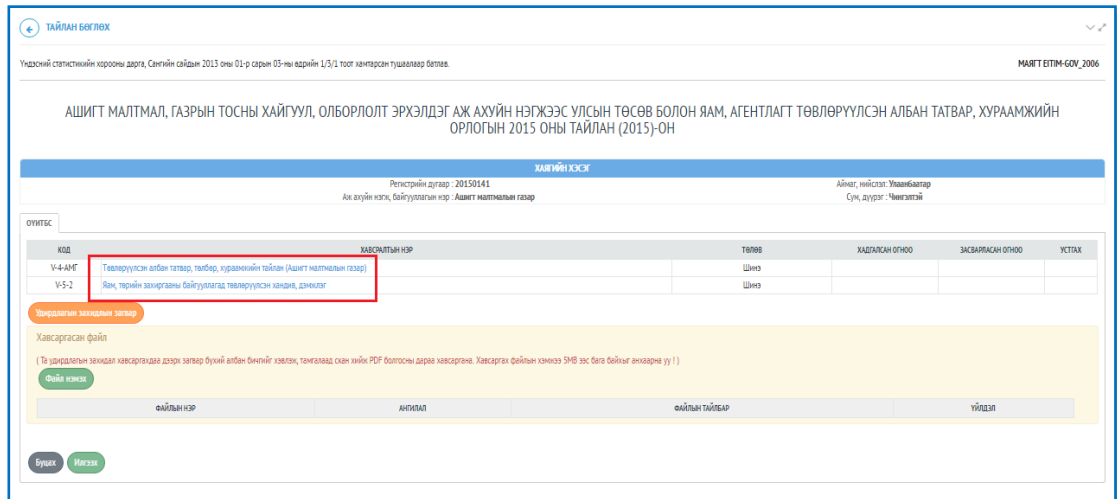 ТАЙЛАН БӨГЛӨХ
Үндэсний статистикийн хорооны дарга, Сангийн сайдын 2013 оны 01-р сарын 03-ны өдрийн 1/3/1 тоот хамтарсан тушаалаар батлав.
МАЯГТ EITIM-GOV_2006
АШИГТ МАЛТМАЛ, ГАЗРЫН ТОСНЫ ХАЙГУУЛ, ОЛБОРЛОЛТ ЭРХЭЛДЭГ АЖ АХУЙН НЭГЖЭЭС УЛСЫН ТӨСӨВ БОЛОН ЯАМ, АГЕНТЛАГТ ТӨВЛӨРҮҮЛСЭН АЛБАН ТАТВАР, ХУРААМЖИЙН
ОРЛОГЫН 2015 ОНЫ ТАЙЛАН (2015)-ОН
ХАЯГИЙН ХЭСЭГ
Регистрийн дугаар : 20150141 Аймаг, нийслэл: Улаанбаатар
Аж ахуйн нэгж, байгууллагын нэр : Ашигт малтмалын газар Сум, дүүрэг : Чингэлтэй
ОҮИТБС
КОД ХАВСРАЛТЫН НЭР ТӨЛӨВ ХАДГАЛСАН ОГНОО ЗАСВАРЛАСАН ОГНОО УСТГАХ
V-4-АМГ Төвлөрүүлсэн албан татвар, төлбөр, хураамжийн тайлан (Ашигт малтмалын газар) Шинэ
V-5-2 Яам, төрийн захиргааны байгууллагад төвлөрүүлсэн хандив, дэмжлэг Шинэ
Удирдлагын захидлын загвар
Хавсаргасан файл
( Та удирдлагын захидал хавсаргахдаа дээрх загвар бүхий албан бичгийг хэвлэж, тамгалаад скан хийж PDF болгосны дараа хавсаргана. Хавсаргах файлын хэмжээ 5MB ээс бага байхыг анхаарна уу ! )
Файл нэмэх
ФАЙЛЫН НЭР АНГИЛАЛ ФАЙЛЫН ТАЙЛБАР ҮЙЛДЭЛ
Буцах Илгээх